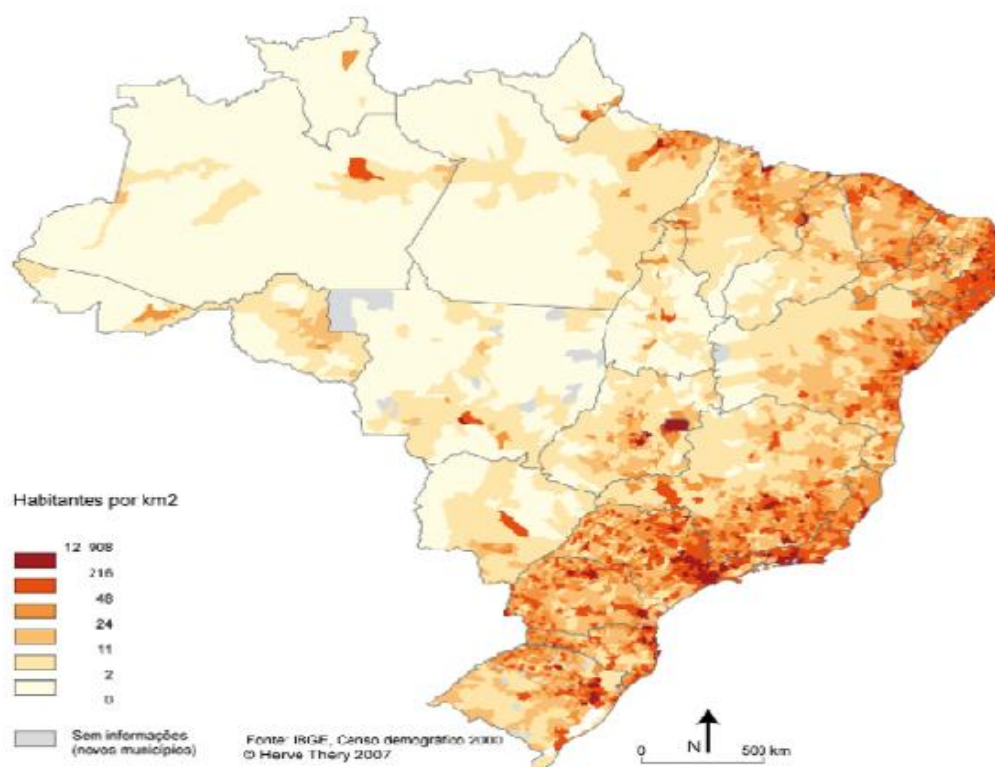 Habitantes por km2
12 908
216
48
24
11
2
0
Sem informações
(novos municípios)
Fonte: IBGE, Censo demográfico 2000
© Herve Thery 2007
N
0 500 km